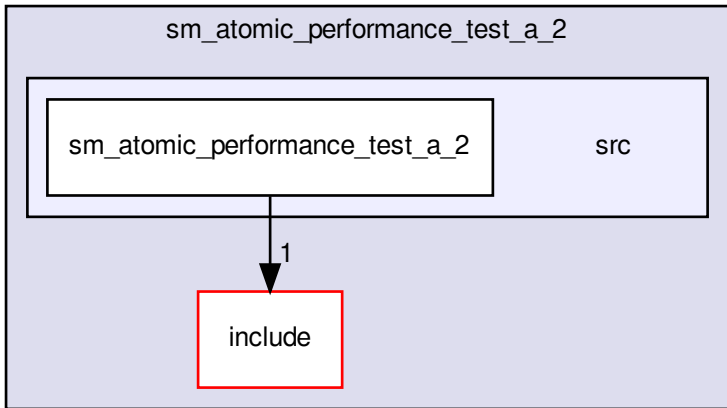 sm_atomic_performance_test_a_2
sm_atomic_performance_test_a_2
src
1
include